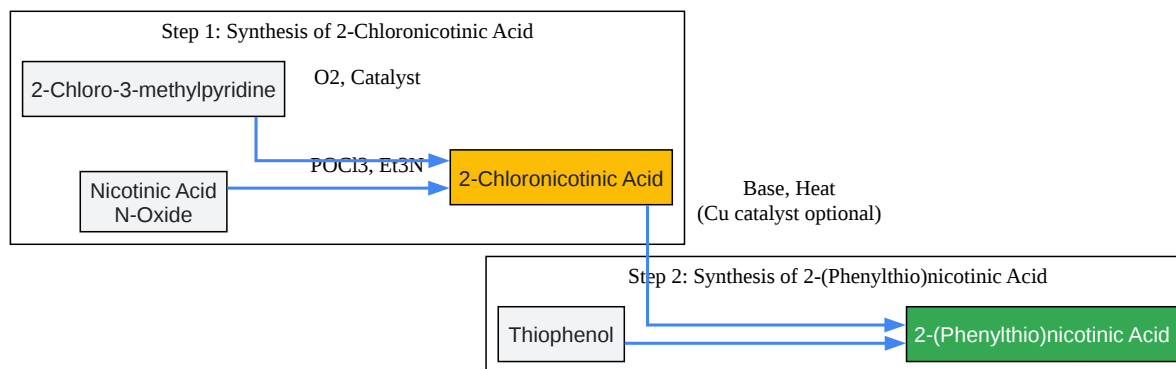 Step 1: Synthesis of 2-Chloronicotinic Acid
2-Chloro-3-methylpyridine
O2, Catalyst
POCl3, Et3N
Nicotinic Acid
N-Oxide
2-Chloronicotinic Acid
Base, Heat
(Cu catalyst optional)
Step 2: Synthesis of 2-(Phenylthio)nicotinic Acid
Thiophenol
2-(Phenylthio)nicotinic Acid